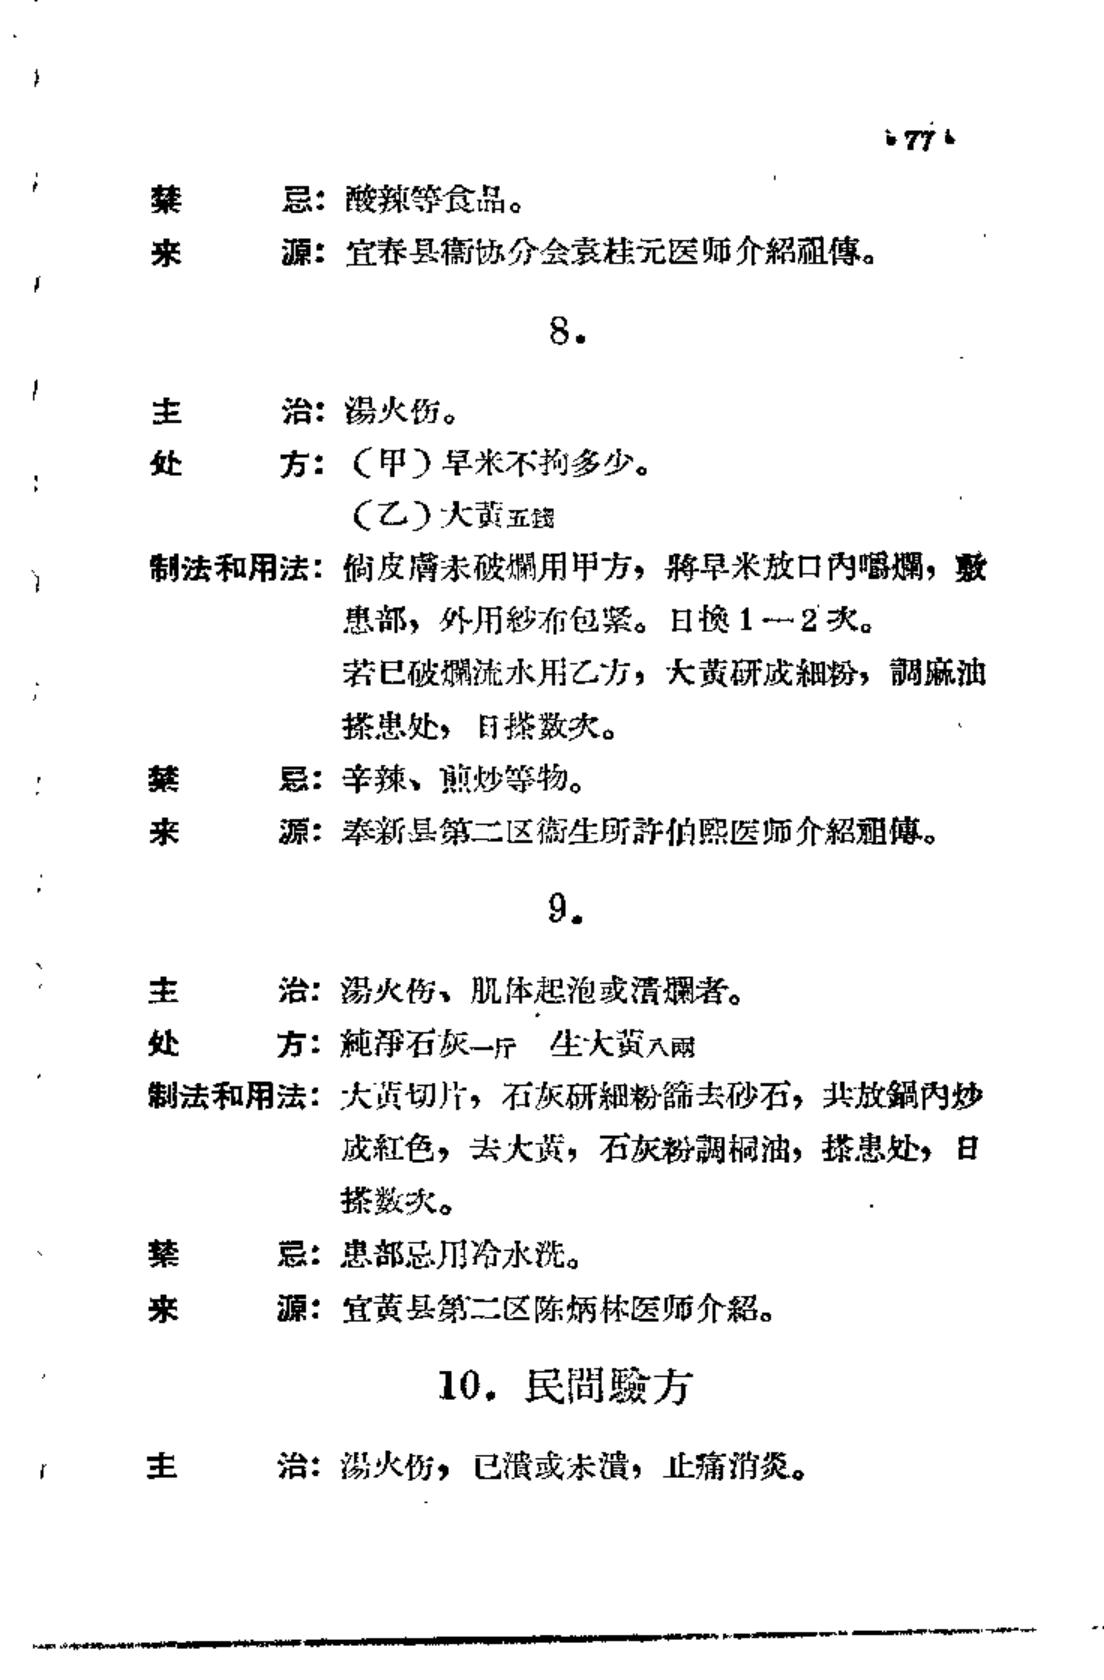 ·77·
禁忌：酸辣等食品。
来源：宜春县衞协分会袁桂元医师介紹祖傳。
8．
主治：湯火伤。
处方：（甲）早米不拘多少。
（乙）大黃五錢
制法和用法：倘皮膚未破爛用甲方，將早米放口內嚼爛，敷
患部，外用紗布包紧。日换1一2次。
若已破爛流水用乙方，大黃研成細粉，調麻油
搽患处，日搽数次。
禁忌：辛辣、煎炒等物。
来源：奉新县第二区衞生所許伯熙医师介紹祖傳。
9．
主治：湯火伤、肌体起泡或潰爛者。
处方：純淨石灰一斤　生大黃八兩
制法和用法：大黃切片，石灰研細粉篩去砂石，共放鍋內炒
成紅色，去大黃，石灰粉調桐油，搽患处，日
搽数次。
禁忌：患部忌用冷水洗。
来源：宜黃县第二区陈炳林医师介紹。
10．民間驗方
主治：湯火伤，已潰或未潰，止痛消炎。